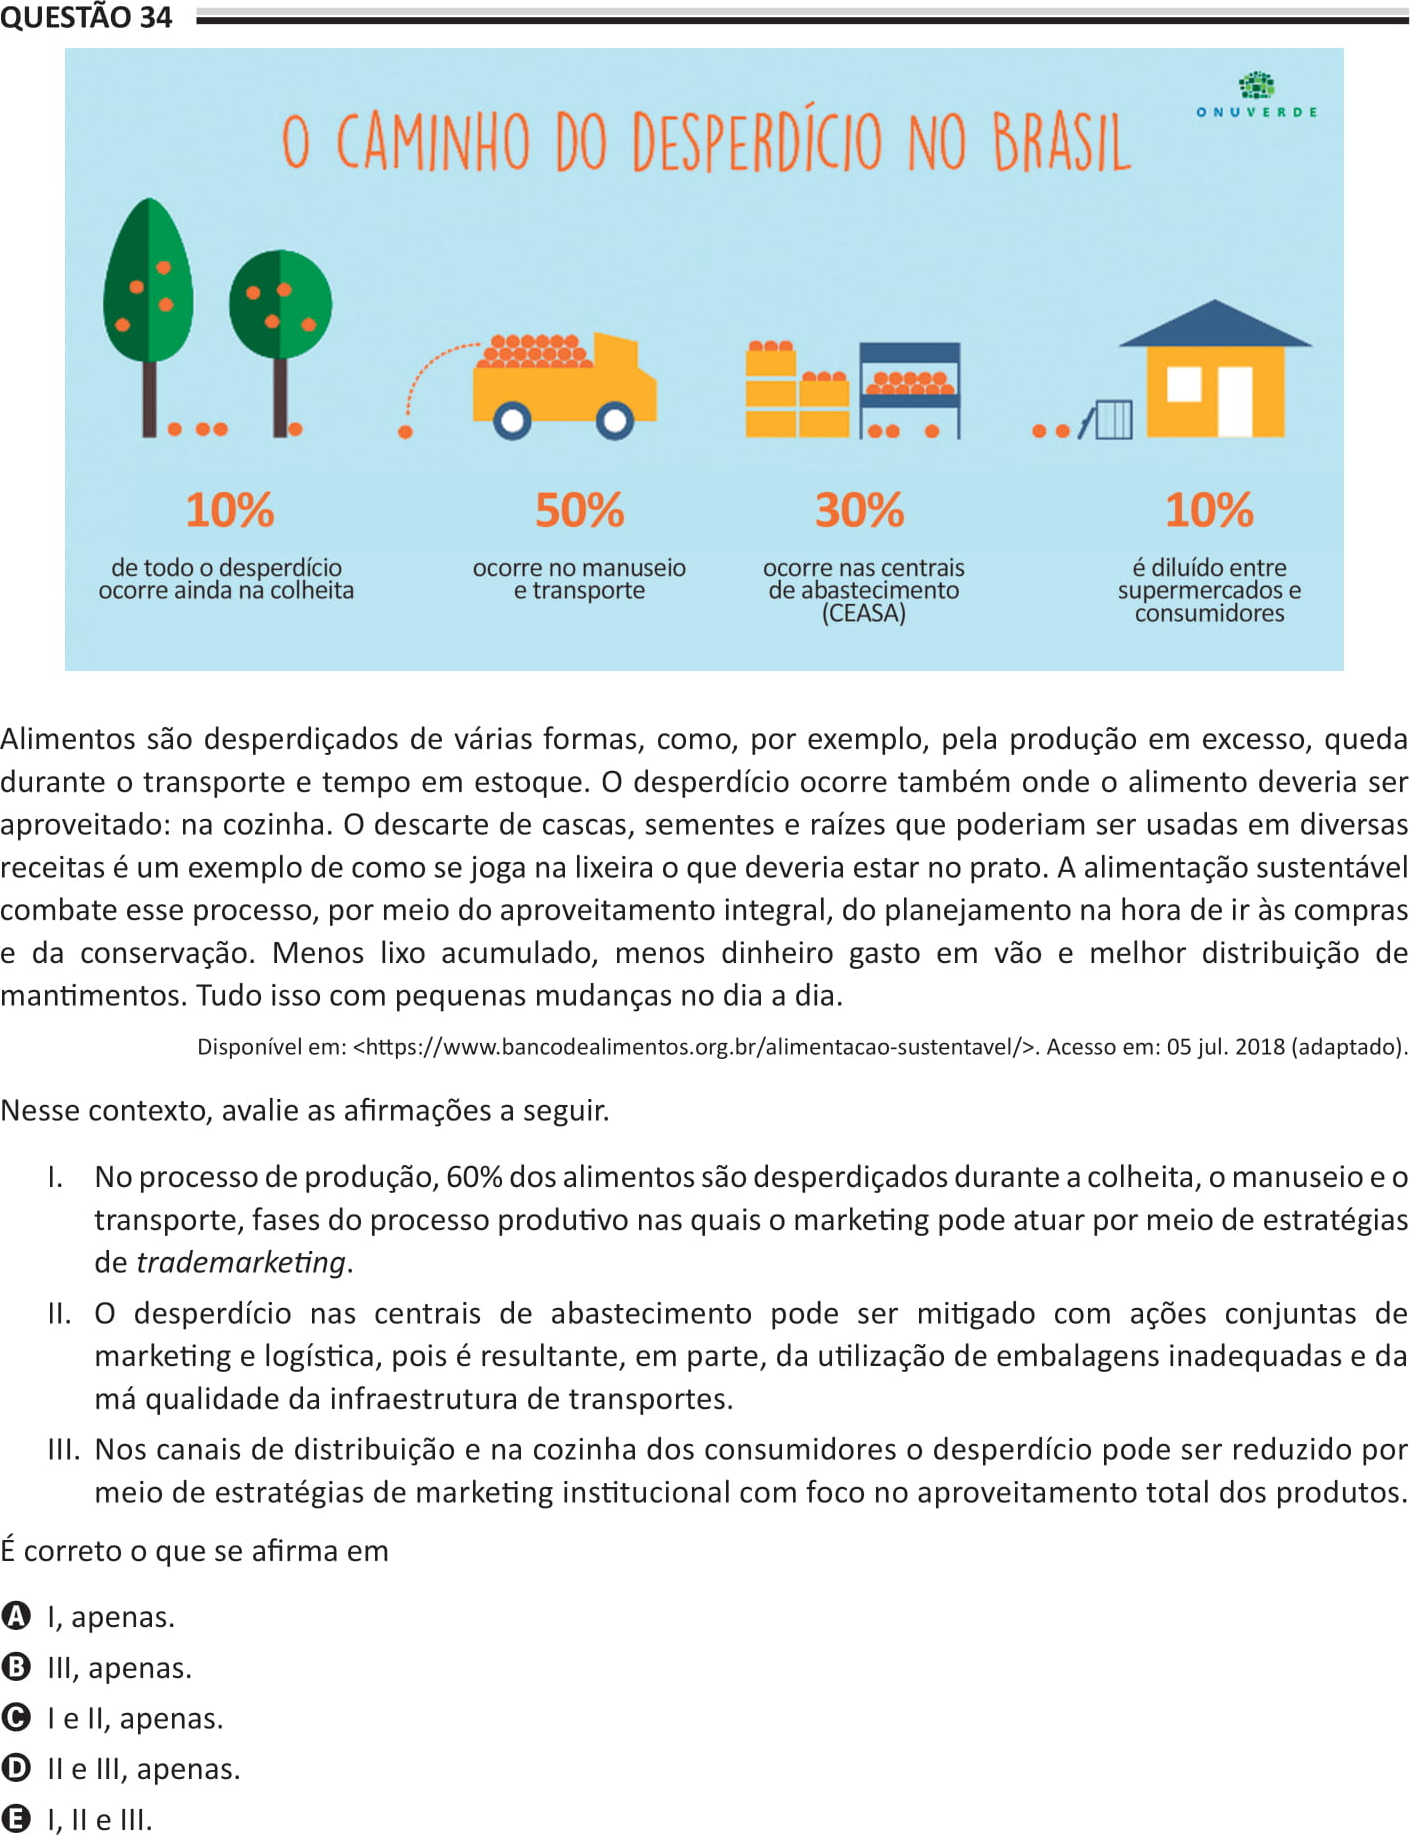 QUESTÃO 34
ONUVERDE
O CAMINHO DO DESPERDÍCIO NO BRASIL
10%
de todo o desperdício
ocorre ainda na colheita
50%
ocorre no manuseio
e transporte
30%
ocorre nas centrais
de abastecimento
(CEASA)
10%
é diluído entre
supermercados e
consumidores
Alimentos são desperdiçados de várias formas, como, por exemplo, pela produção em excesso, queda
durante o transporte e tempo em estoque. O desperdício ocorre também onde o alimento deveria ser
aproveitado: na cozinha. O descarte de cascas, sementes e raízes que poderiam ser usadas em diversas
receitas é um exemplo de como se joga na lixeira o que deveria estar no prato. A alimentação sustentável
combate esse processo, por meio do aproveitamento integral, do planejamento na hora de ir às compras
e da conservação. Menos lixo acumulado, menos dinheiro gasto em vão e melhor distribuição de
mantimentos. Tudo isso com pequenas mudanças no dia a dia.
Disponível em: <https://www.bancodealimentos.org.br/alimentacao-sustentavel/>. Acesso em: 05 jul. 2018 (adaptado).
Nesse contexto, avalie as afirmações a seguir.
I. No processo de produção, 60% dos alimentos são desperdiçados durante a colheita, o manuseio e o
transporte, fases do processo produtivo nas quais o marketing pode atuar por meio de estratégias
de trademarketing.
II. O desperdício nas centrais de abastecimento pode ser mitigado com ações conjuntas de
marketing e logística, pois é resultante, em parte, da utilização de embalagens inadequadas e da
má qualidade da infraestrutura de transportes.
III. Nos canais de distribuição e na cozinha dos consumidores o desperdício pode ser reduzido por
meio de estratégias de marketing institucional com foco no aproveitamento total dos produtos.
É correto o que se afirma em
A I, apenas.
B III, apenas.
C I e II, apenas.
D II e III, apenas.
E I, II e III.